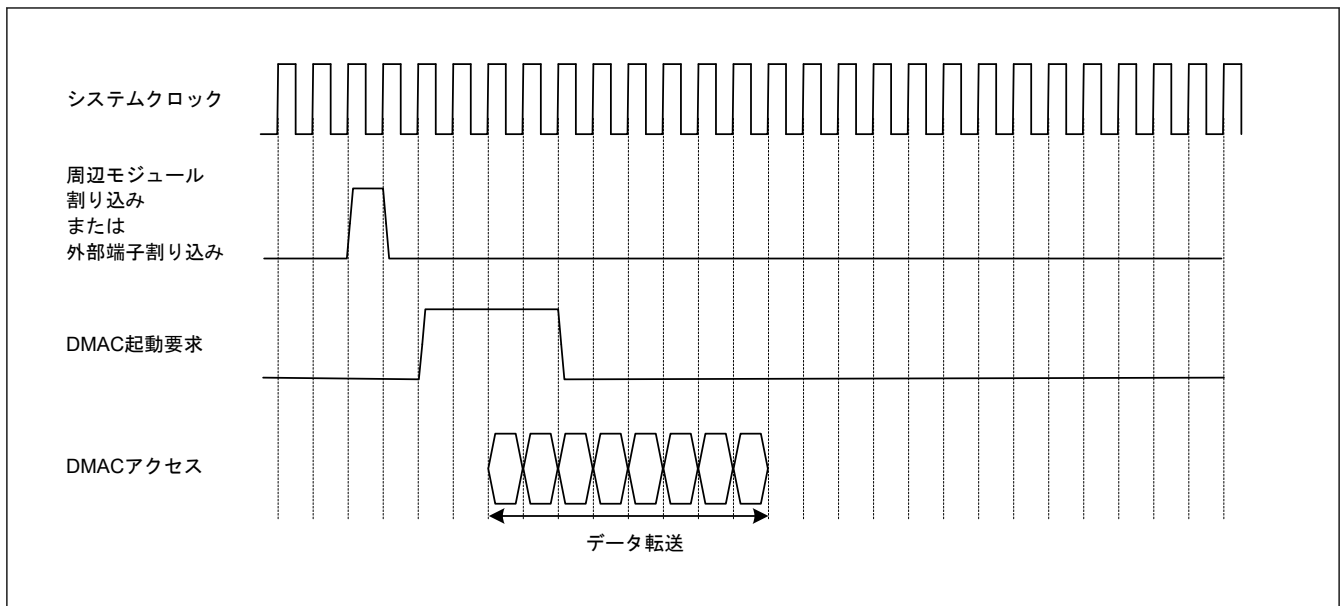 システムクロック
周辺モジュール
割り込み
または
外部端子割り込み
DMAC起動要求
DMACアクセス
データ転送